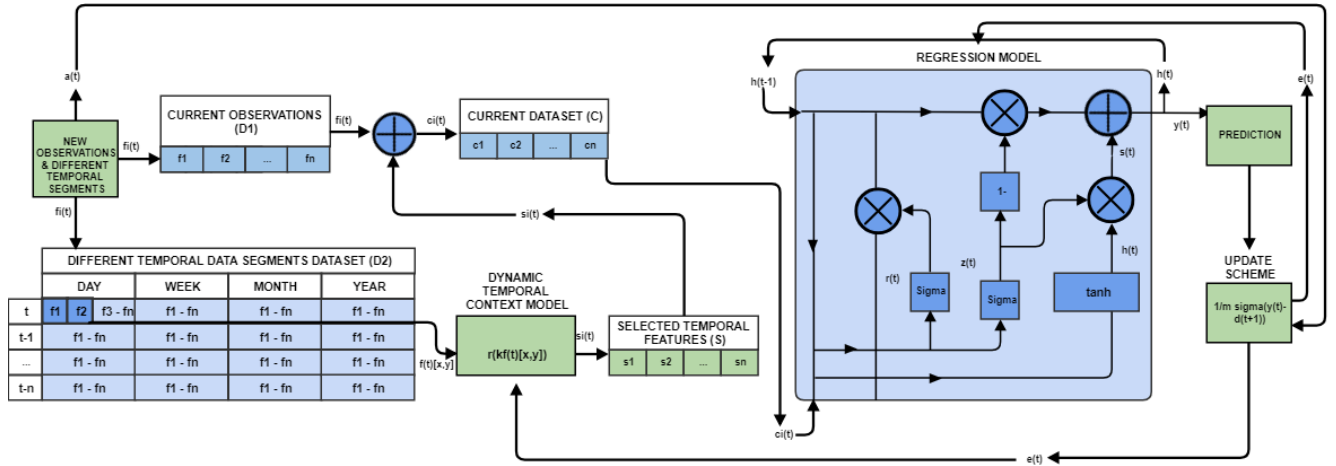 a(t)
NEW
OBSERVATIONS
& DIFFERENT
TEMPORAL
SEGMENTS
fi(t)
fi(t)
CURRENT OBSERVATIONS
(D1)
f1 f2 ... fn
fi(t)
ci(t)
CURRENT DATASET (C)
c1 c2 ... cn
si(t)
DIFFERENT TEMPORAL DATA SEGMENTS DATASET (D2)
DAY WEEK MONTH YEAR
t f1 f2 f3 - fn f1 - fn f1 - fn f1 - fn
t-1 f1 - fn f1 - fn f1 - fn f1 - fn
... f1 - fn f1 - fn f1 - fn f1 - fn
t-n f1 - fn f1 - fn f1 - fn f1 - fn
f(t)[x,y]
DYNAMIC
TEMPORAL
CONTEXT MODEL
r(kf(t)[x,y])
si(t)
SELECTED TEMPORAL
FEATURES (S)
s1 s2 ... sn
ci(t)
REGRESSION MODEL
h(t-1)
h(t)
y(t)
s(t)
1-
r(t)
z(t)
h(t)
Sigma
Sigma
tanh
e(t)
PREDICTION
UPDATE
SCHEME
1/m sigma(y(t)-
d(t+1))
e(t)